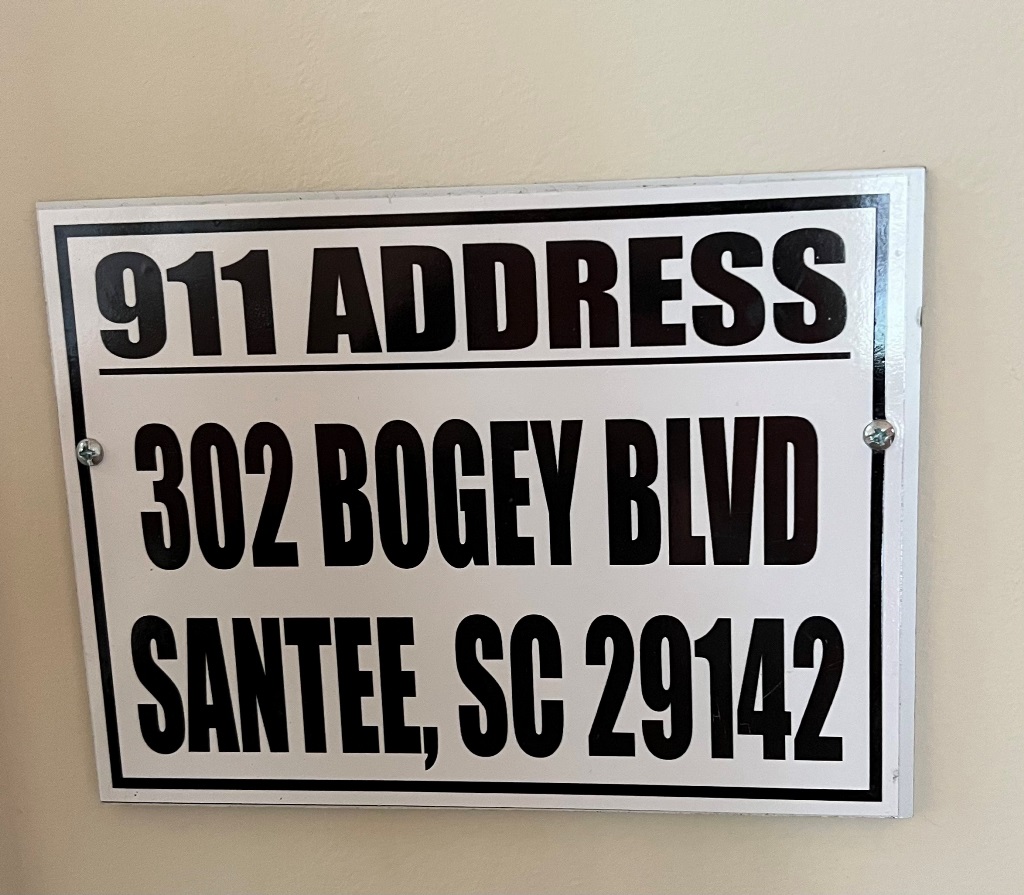 911 ADDRESS
302 BOGEY BLVD
SANTEE, SC 29142